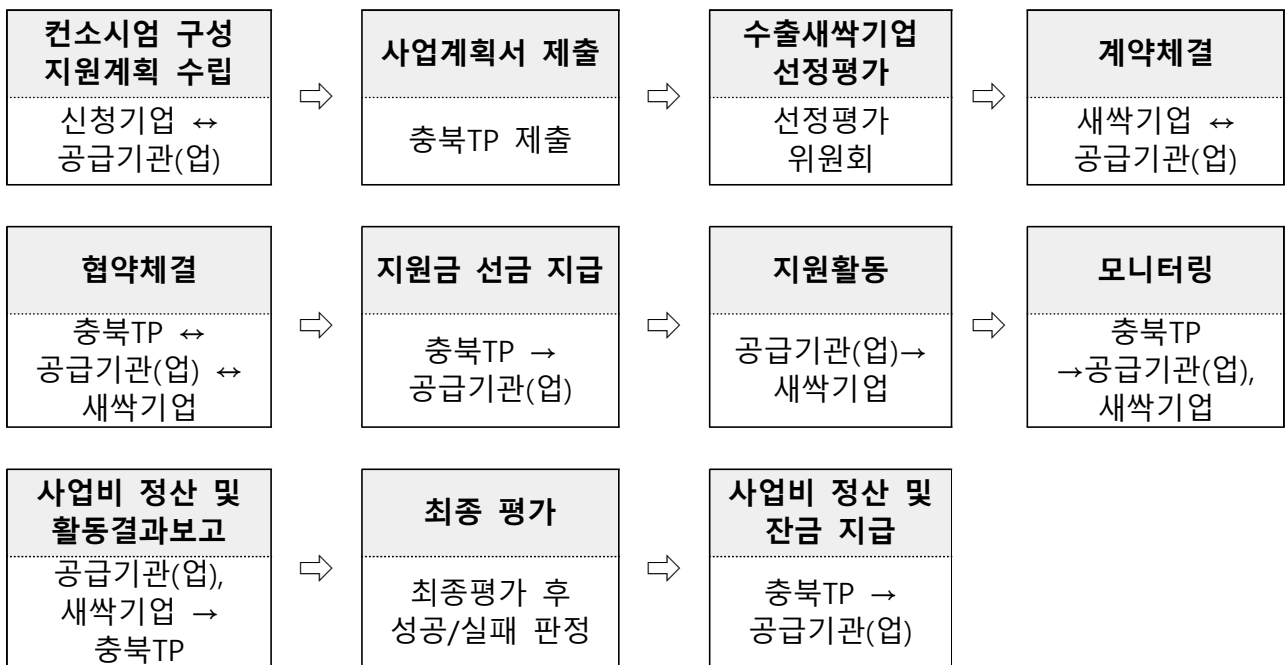 컨소시엄 구성
지원계획 수립
신청기업 ↔
공급기관(업)
⇨
사업계획서 제출
충북TP 제출
⇨
수출새싹기업
선정평가
선정평가
위원회
⇨
계약체결
새싹기업 ↔
공급기관(업)
협약체결
충북TP ↔
공급기관(업) ↔
새싹기업
⇨
지원금 선금 지급
충북TP →
공급기관(업)
⇨
지원활동
공급기관(업)→
새싹기업
⇨
모니터링
충북TP
→공급기관(업),
새싹기업
사업비 정산 및
활동결과보고
공급기관(업),
새싹기업 →
충북TP
⇨
최종 평가
최종평가 후
성공/실패 판정
⇨
사업비 정산 및
잔금 지급
충북TP →
공급기관(업)